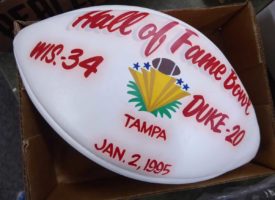 Hall of Fame Bowl
WIS.-34
DUKE-20
TAMPA
JAN. 2, 1995